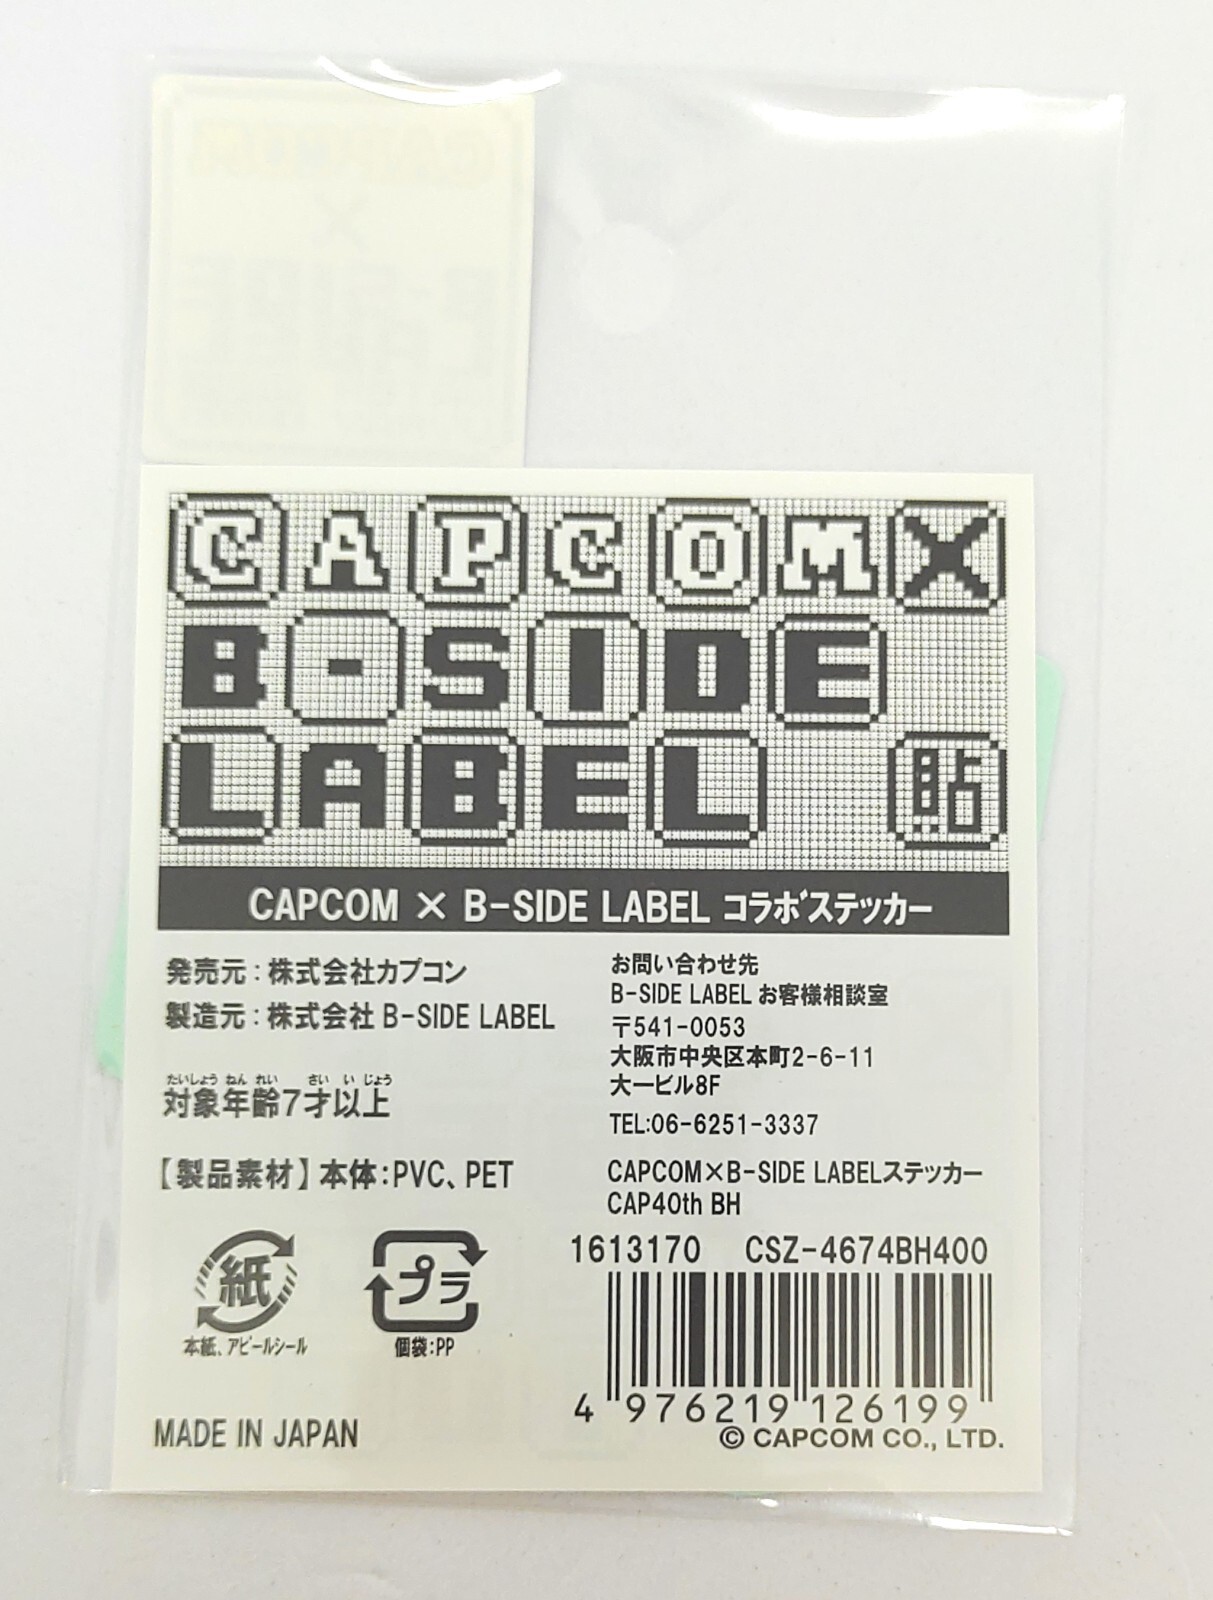 CAPCOM×
B-SIDE
LABEL 貼
CAPCOM × B-SIDE LABEL コラボステッカー
発売元：株式会社カプコン
製造元：株式会社 B-SIDE LABEL
たいしょう ねん れい さい い じょう
対象年齢7才以上
【製品素材】本体：PVC、PET
お問い合わせ先
B-SIDE LABEL お客様相談室
〒541-0053
大阪市中央区本町2-6-11
大一ビル8F
TEL:06-6251-3337
CAPCOM×B-SIDE LABELステッカー
CAP40th BH
1613170 CSZ-4674BH400
紙
本紙、アピールシール
プラ
個袋：PP
4 976219 126199
MADE IN JAPAN
© CAPCOM CO., LTD.